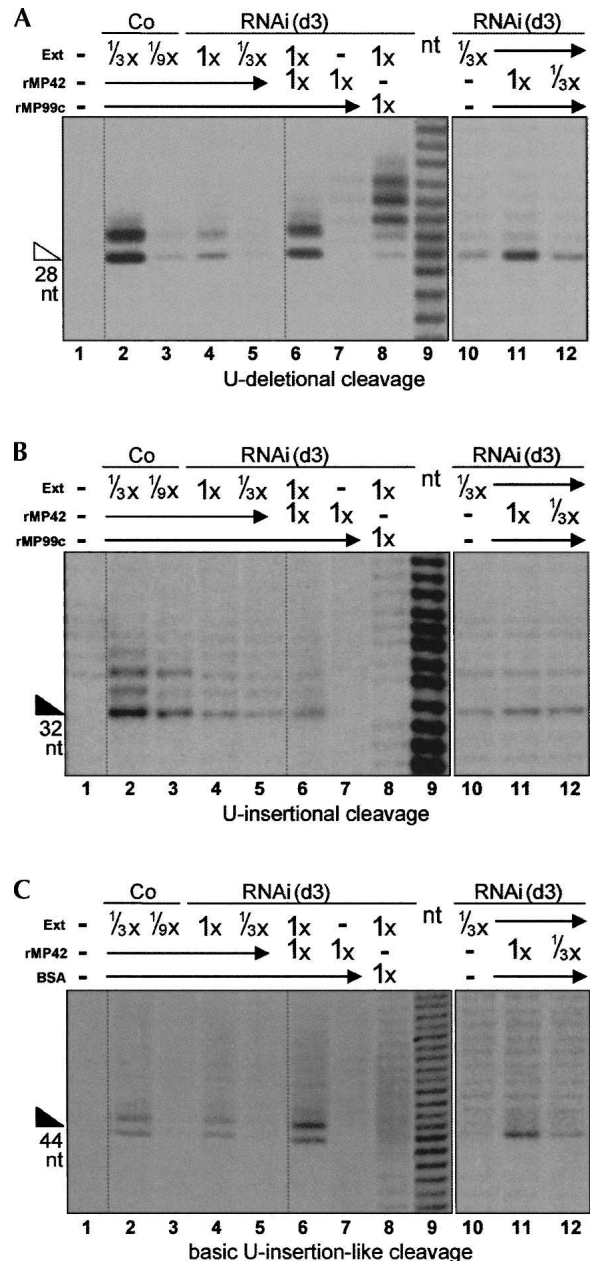 A
Co RNAi(d3) RNAi(d3)
Ext - 1/3x 1/9x 1x 1/3x 1x - 1x nt 1/3x
rMP42 - 1x 1x - - 1x 1/3x
rMP99c - 1x -
28
nt
1 2 3 4 5 6 7 8 9 10 11 12
U-deletional cleavage
B
Co RNAi(d3) RNAi(d3)
Ext - 1/3x 1/9x 1x 1/3x 1x - 1x nt 1/3x
rMP42 - 1x 1x - - 1x 1/3x
rMP99c - 1x -
32
nt
1 2 3 4 5 6 7 8 9 10 11 12
U-insertional cleavage
C
Co RNAi(d3) RNAi(d3)
Ext - 1/3x 1/9x 1x 1/3x 1x - 1x nt 1/3x
rMP42 - 1x 1x - - 1x 1/3x
BSA - 1x -
44
nt
1 2 3 4 5 6 7 8 9 10 11 12
basic U-insertion-like cleavage